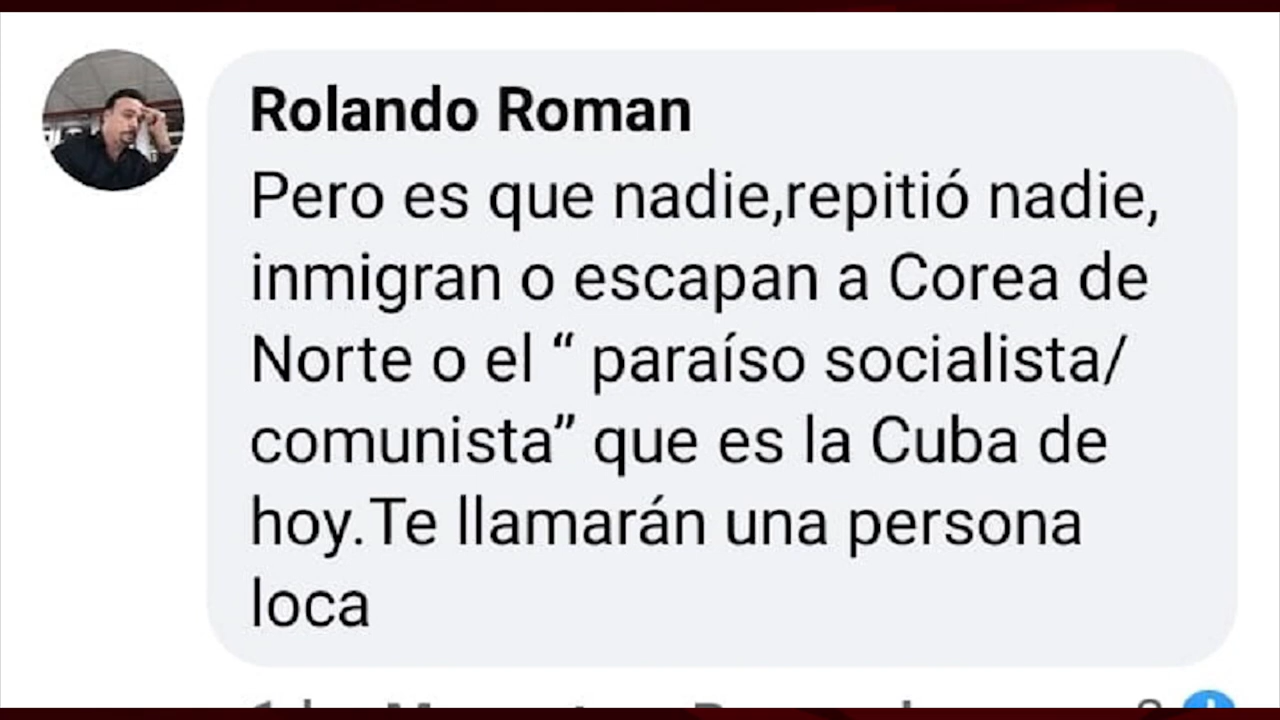 Rolando Roman
Pero es que nadie,repitió nadie,
inmigran o escapan a Corea de
Norte o el “ paraíso socialista/
comunista” que es la Cuba de
hoy.Te llamarán una persona
loca